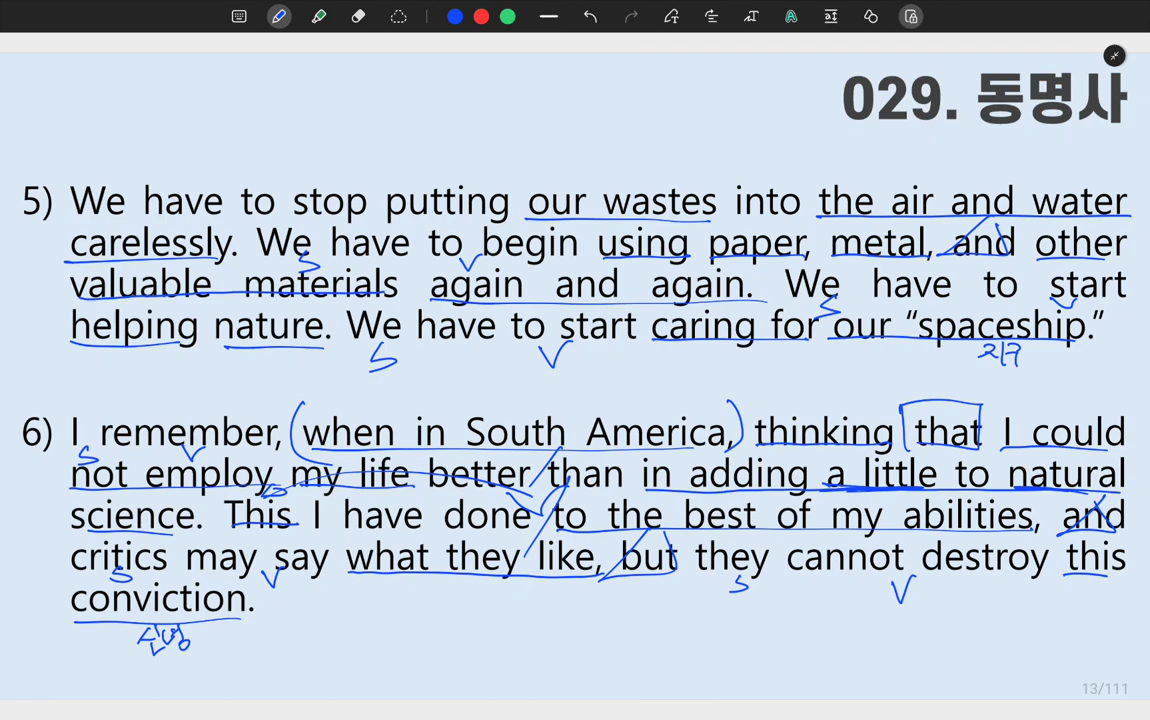 029. 동명사
5) We have to stop putting our wastes into the air and water
carelessly. We have to begin using paper, metal, and other
valuable materials again and again. We have to start
helping nature. We have to start caring for our “spaceship.”
6) I remember, (when in South America,) thinking that I could
not employ my life better than in adding a little to natural
science. This I have done to the best of my abilities, and
critics may say what they like, but they cannot destroy this
conviction.
13/111